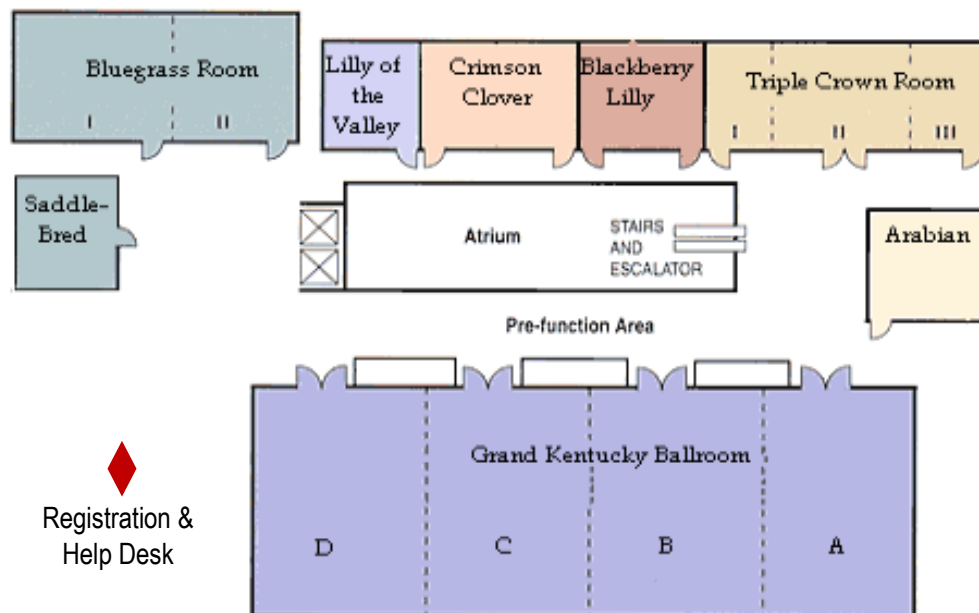 Bluegrass Room
I II
Lilly of
the
Valley
Crimson
Clover
Blackberry
Lilly
Triple Crown Room
I II III
Saddle-
Bred
Atrium
STAIRS
AND
ESCALATOR
Arabian
Pre-function Area
Grand Kentucky Ballroom
D C B A
Registration &
Help Desk